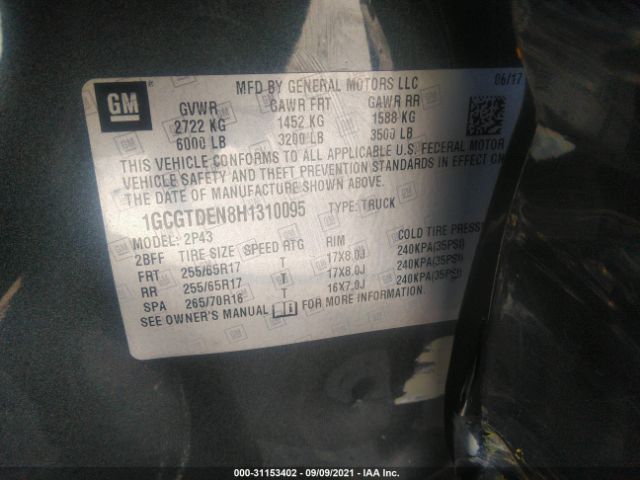 GM
MFD BY GENERAL MOTORS LLC 06/17
GVWR GAWR FRT GAWR RR
2722 KG 1452 KG 1588 KG
6000 LB 3200 LB 3500 LB
THIS VEHICLE CONFORMS TO ALL APPLICABLE U.S. FEDERAL MOTOR
VEHICLE SAFETY AND THEFT PREVENTION STANDARDS IN EFFECT ON
THE DATE OF MANUFACTURE SHOWN ABOVE.
1GCGTDEN8H1310095 TYPE: TRUCK
MODEL: 2P43
2BFF TIRE SIZE SPEED RTG RIM COLD TIRE PRESS
FRT 255/65R17 T 17X8.0J 240KPA(35PSI)
RR 255/65R17 T 17X8.0J 240KPA(35PSI)
SPA 265/70R16 T 16X7.0J 240KPA(35PSI)
SEE OWNER'S MANUAL FOR MORE INFORMATION.
000-31153402 - 09/09/2021 - IAA Inc.